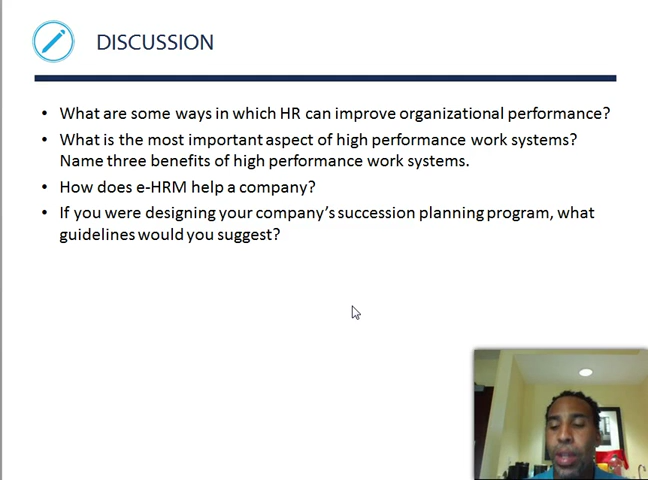 DISCUSSION
• What are some ways in which HR can improve organizational performance?
• What is the most important aspect of high performance work systems?
Name three benefits of high performance work systems.
• How does e-HRM help a company?
• If you were designing your company’s succession planning program, what
guidelines would you suggest?